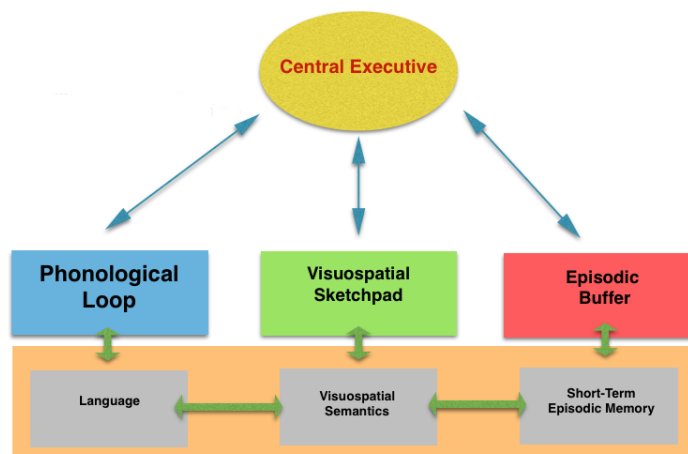 Central Executive
Phonological
Loop
Visuospatial
Sketchpad
Episodic
Buffer
Language
Visuospatial
Semantics
Short-Term
Episodic Memory